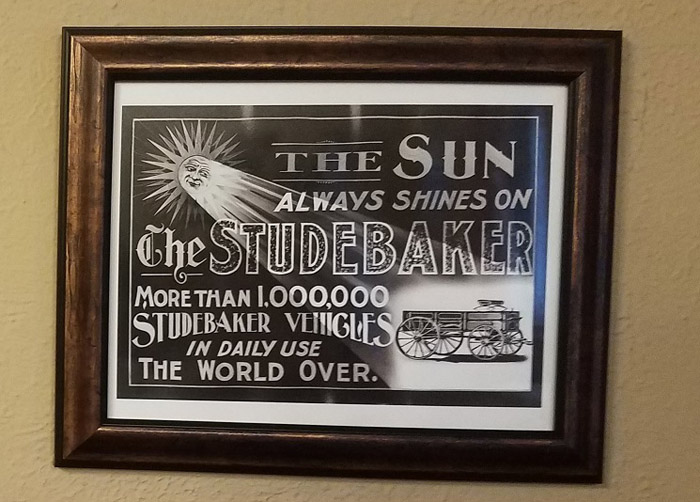 THE SUN
ALWAYS SHINES ON
The STUDEBAKER
MORE THAN 1,000,000
STUDEBAKER VEHICLES
IN DAILY USE
THE WORLD OVER.